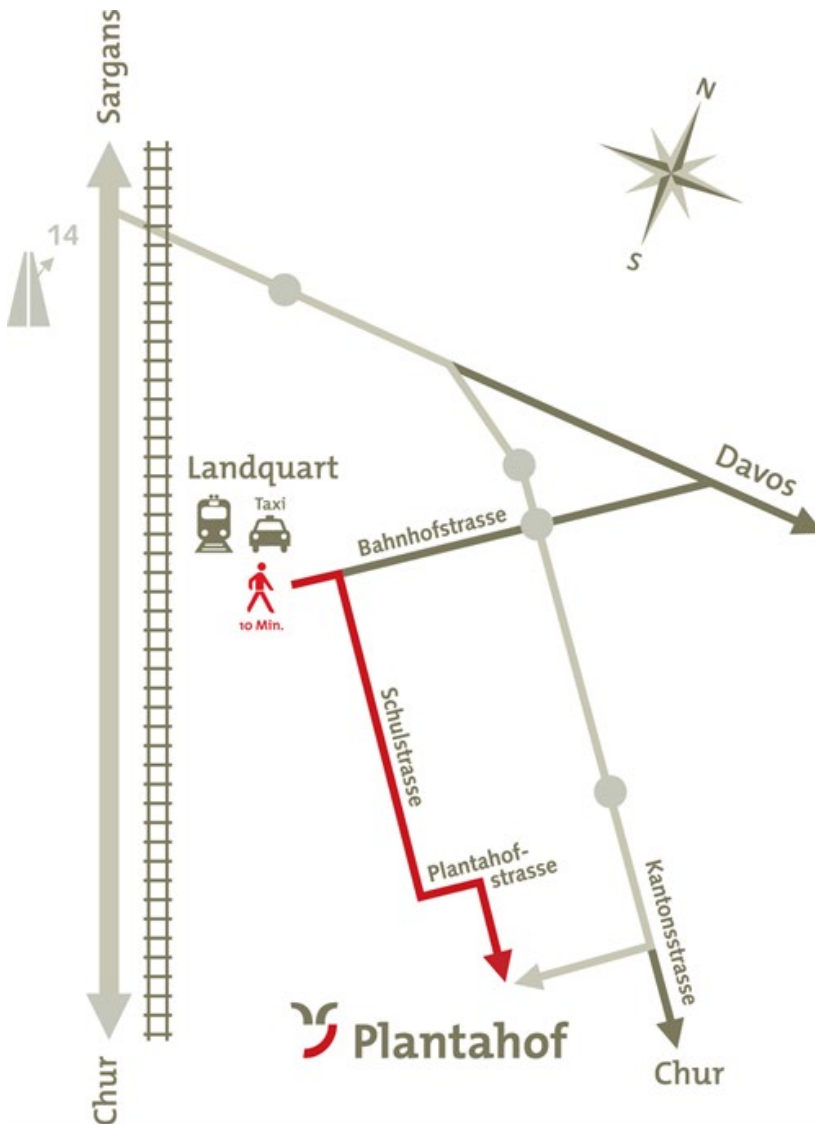 Sargans
N
S
14
Landquart
Taxi
10 Min.
Bahnhofstrasse
Davos
Schulstrasse
Plantahof-
strasse
Kantonsstrasse
Plantahof
Chur
Chur